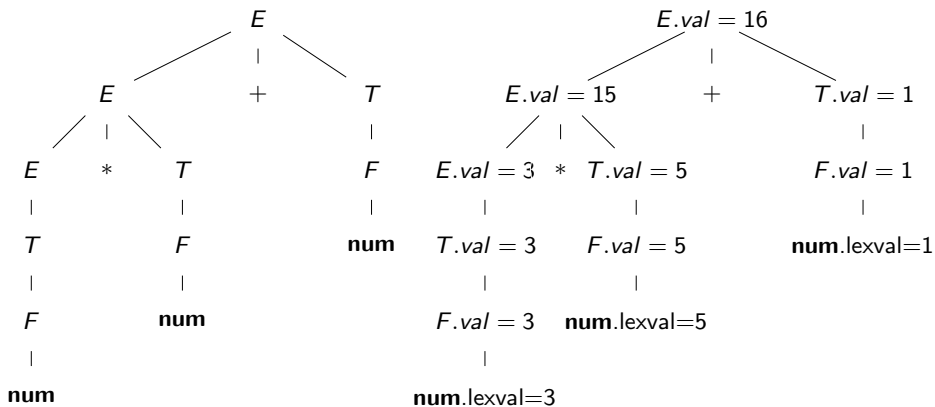 E E.val = 16
E + T E.val = 15 + T.val = 1
E * T F E.val = 3 * T.val = 5 F.val = 1
T F num T.val = 3 F.val = 5 num.lexval=1
F num F.val = 3 num.lexval=5
num num.lexval=3